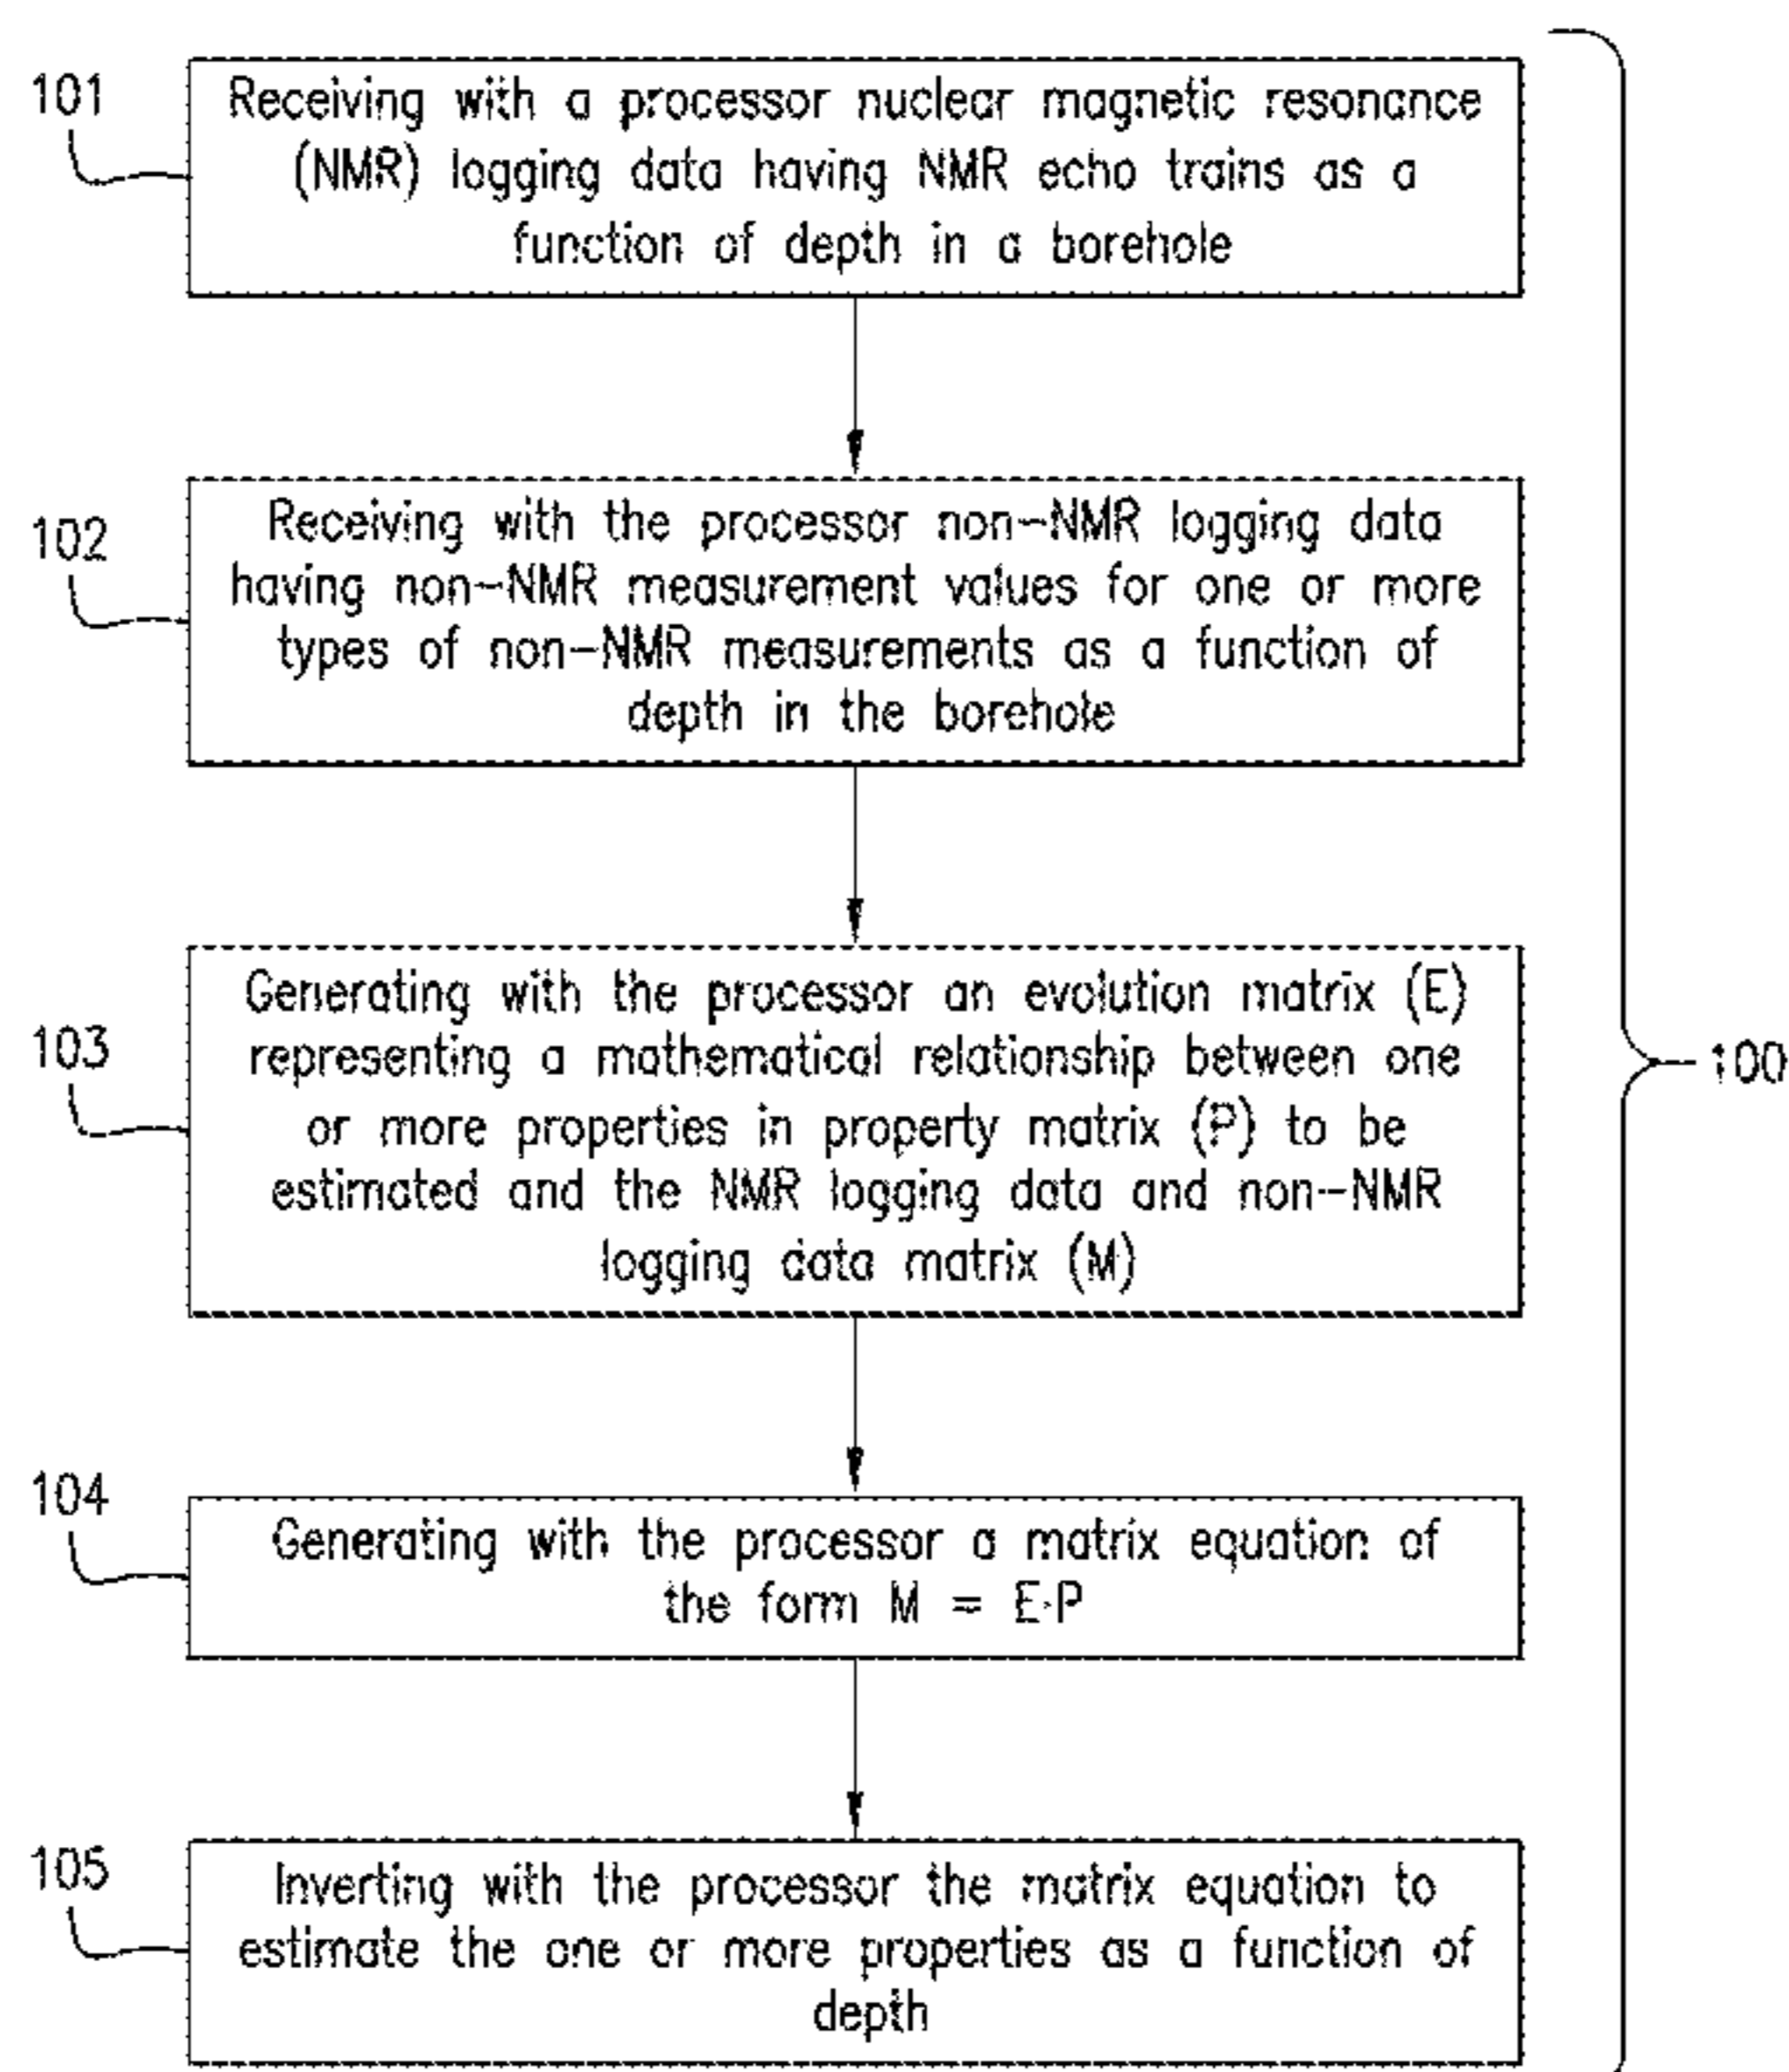 101
Receiving with a processor nuclear magnetic resonance
(NMR) logging data having NMR echo trains as a
function of depth in a borehole
102
Receiving with the processor non-NMR logging data
having non-NMR measurement values for one or more
types of non-NMR measurements as a function of
depth in the borehole
103
Generating with the processor an evolution matrix (E)
representing a mathematical relationship between one
or more properties in property matrix (P) to be
estimated and the NMR logging data and non-NMR
logging data matrix (M)
100
104
Generating with the processor a matrix equation of
the form M = E·P
105
Inverting with the processor the matrix equation to
estimate the one or more properties as a function of
depth